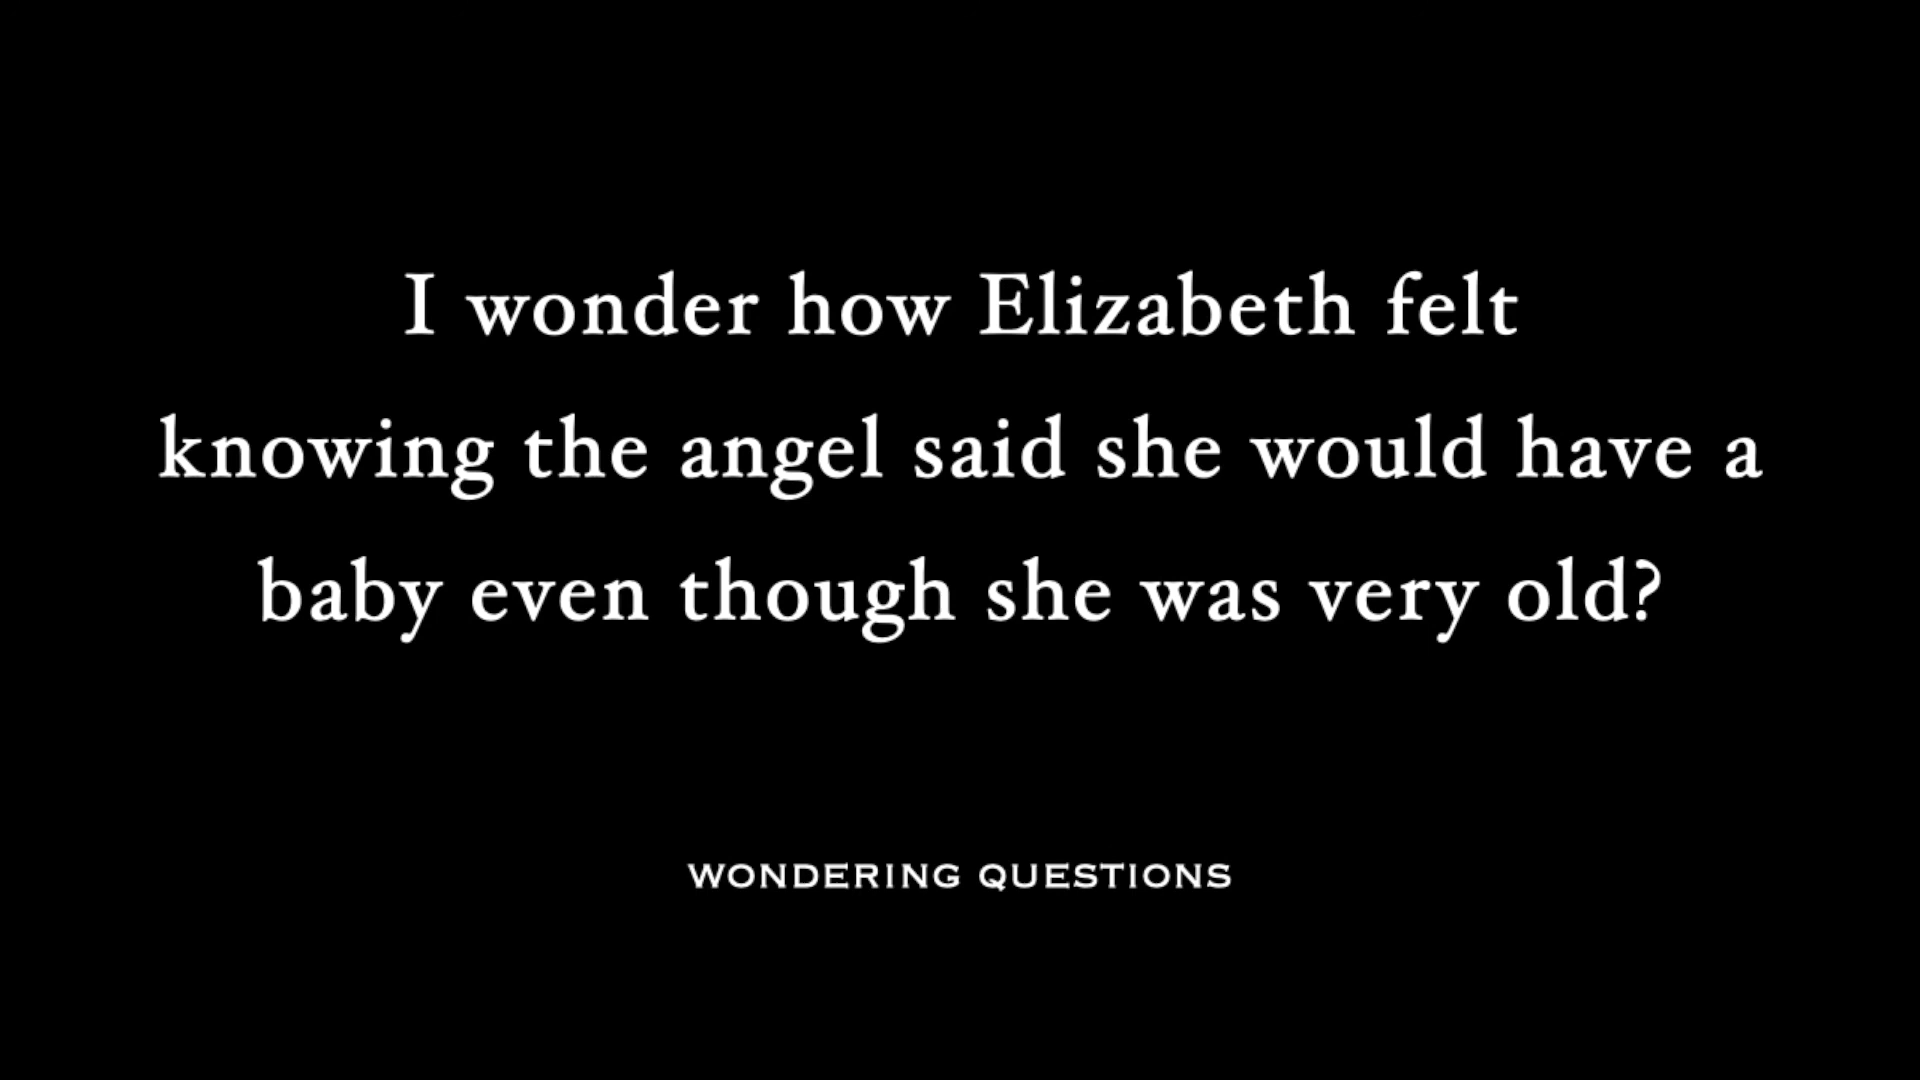 I wonder how Elizabeth felt
knowing the angel said she would have a
baby even though she was very old?
WONDERING QUESTIONS